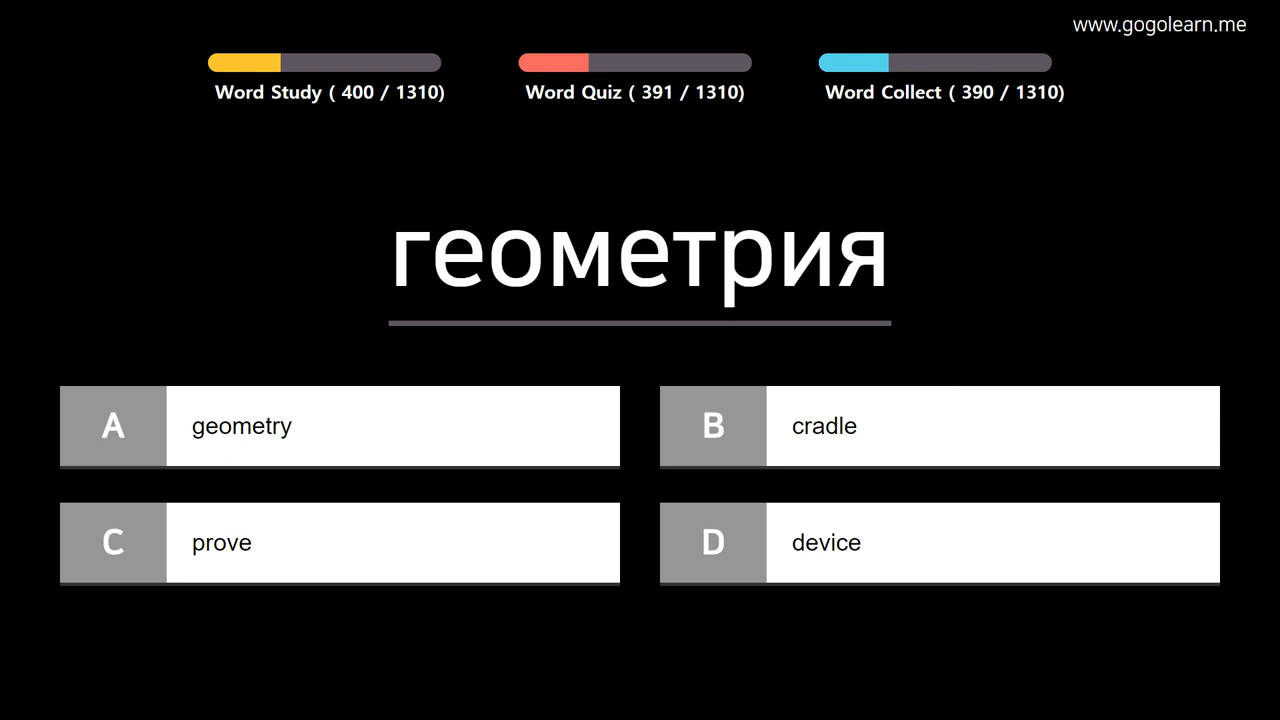 www.gogolearn.me
Word Study ( 400 / 1310)
Word Quiz ( 391 / 1310)
Word Collect ( 390 / 1310)
геометрия
A geometry
B cradle
C prove
D device